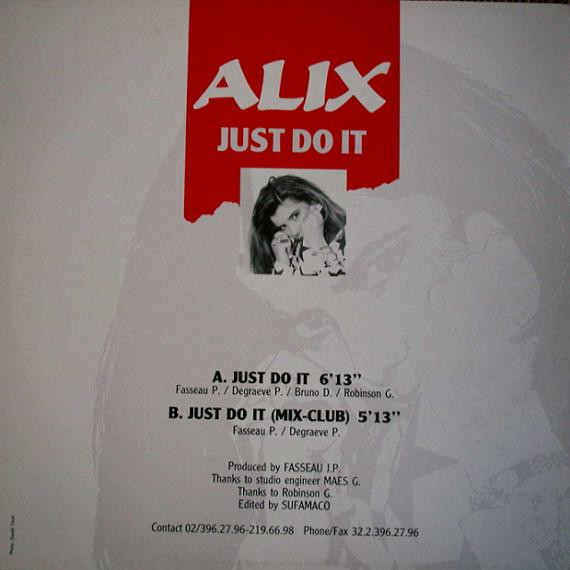 ALIX
JUST DO IT
A. JUST DO IT 6'13''
Fasseau P. / Degraeve P. / Bruno D. / Robinson G.
B. JUST DO IT (MIX-CLUB) 5'13''
Fasseau P. / Degraeve P.
Produced by FASSEAU J.P.
Thanks to studio engineer MAES G.
Thanks to Robinson G.
Edited by SUFAMACO
Contact 02/396.27.96-219.66.98 Phone/Fax 32.2.396.27.96
Photo: